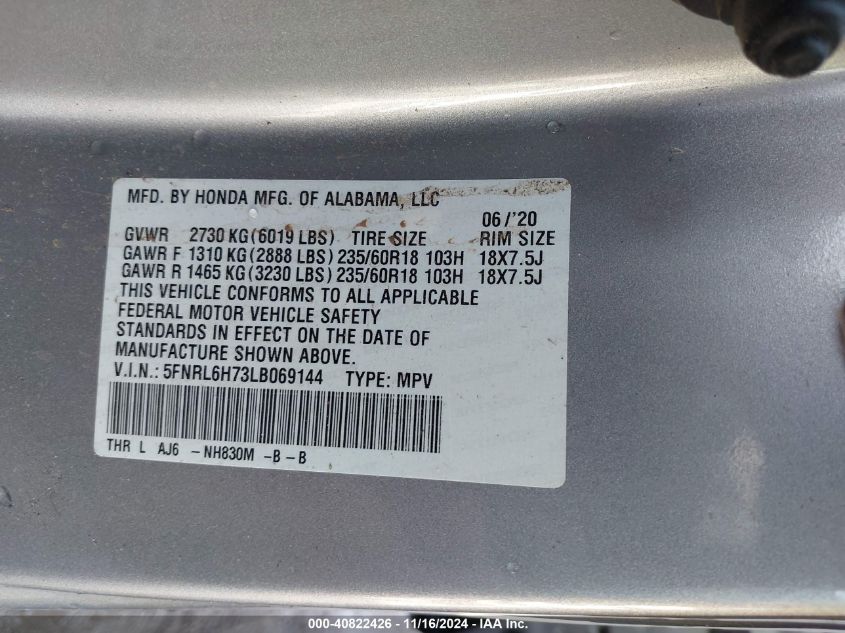 MFD. BY HONDA MFG. OF ALABAMA, LLC
06/'20
GVWR 2730 KG(6019 LBS) TIRE SIZE RIM SIZE
GAWR F 1310 KG(2888 LBS) 235/60R18 103H 18X7.5J
GAWR R 1465 KG(3230 LBS) 235/60R18 103H 18X7.5J
THIS VEHICLE CONFORMS TO ALL APPLICABLE
FEDERAL MOTOR VEHICLE SAFETY
STANDARDS IN EFFECT ON THE DATE OF
MANUFACTURE SHOWN ABOVE.
V.I.N.: 5FNRL6H73LB069144 TYPE: MPV
THR L AJ6 -NH830M -B-B
000-40822426 - 11/16/2024 - IAA Inc.